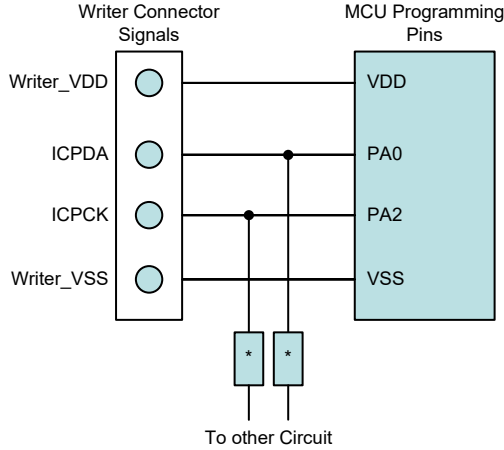 Writer Connector
Signals
MCU Programming
Pins
Writer_VDD
VDD
ICPDA
PA0
ICPCK
PA2
Writer_VSS
VSS
* *
To other Circuit